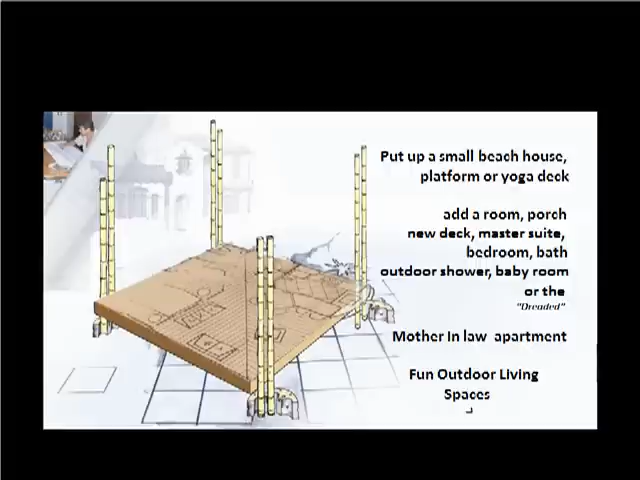 Put up a small beach house,
platform or yoga deck
add a room, porch
new deck, master suite,
bedroom, bath
outdoor shower, baby room
or the
"Dreaded"
Mother In law apartment
Fun Outdoor Living
Spaces